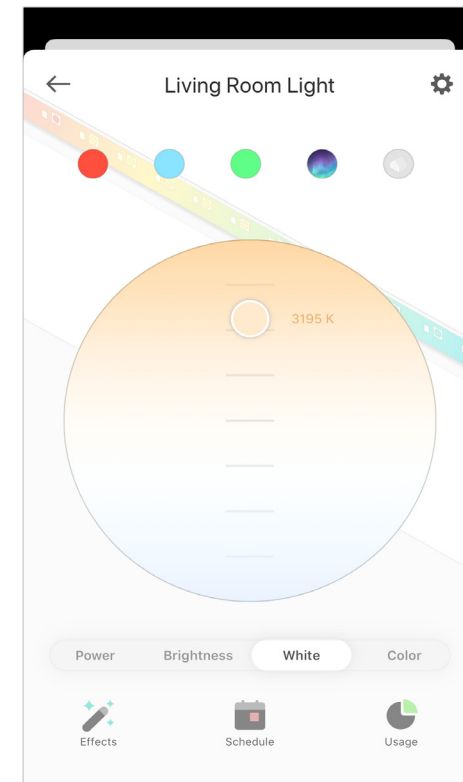 Living Room Light
3195 K
Power Brightness White Color
Effects Schedule Usage